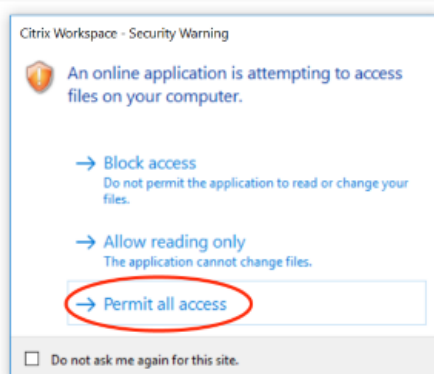 Citrix Workspace - Security Warning
An online application is attempting to access
files on your computer.
Block access
Do not permit the application to read or change your
files.
Allow reading only
The application cannot change files.
Permit all access
Do not ask me again for this site.